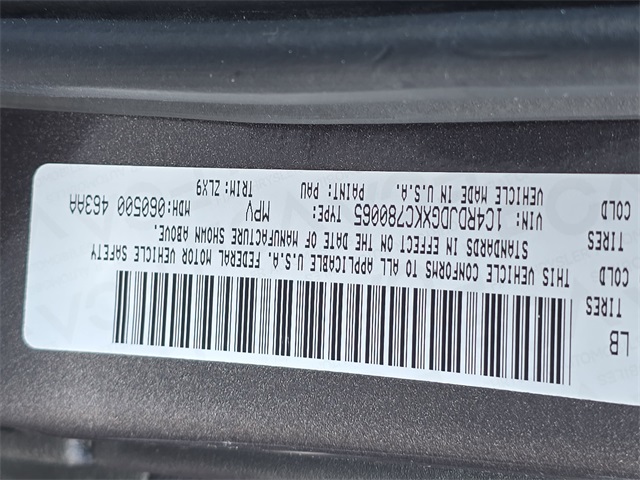 LB
TIRES
COLD
TIRES
COLD
THIS VEHICLE CONFORMS TO ALL APPLICABLE U.S.A. FEDERAL MOTOR VEHICLE SAFETY
STANDARDS IN EFFECT ON THE DATE OF MANUFACTURE SHOWN ABOVE.
VIN: 1C4RDJDGXKC780065 TYPE: MPV MDH:060500 463AA
VEHICLE MADE IN U.S.A. PAINT: PAU TRIM: ZLX9